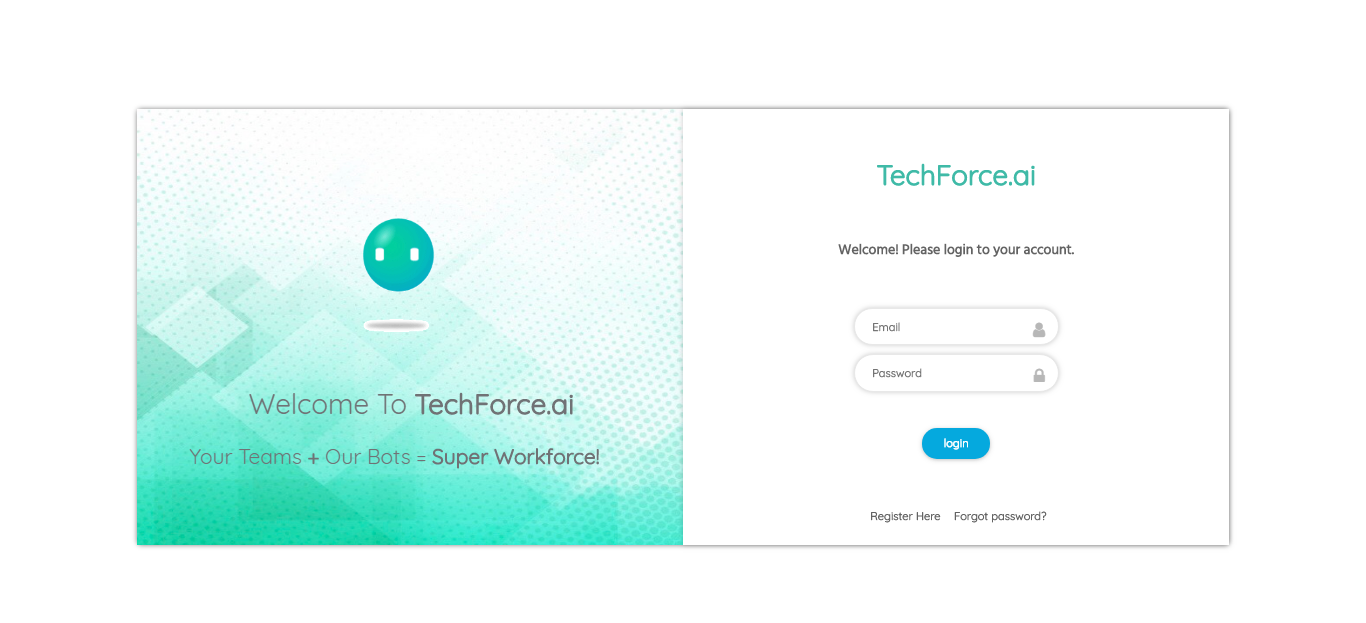 Welcome To TechForce.ai
Your Teams + Our Bots = Super Workforce!
TechForce.ai
Welcome! Please login to your account.
Email
Password
login
Register Here Forgot password?